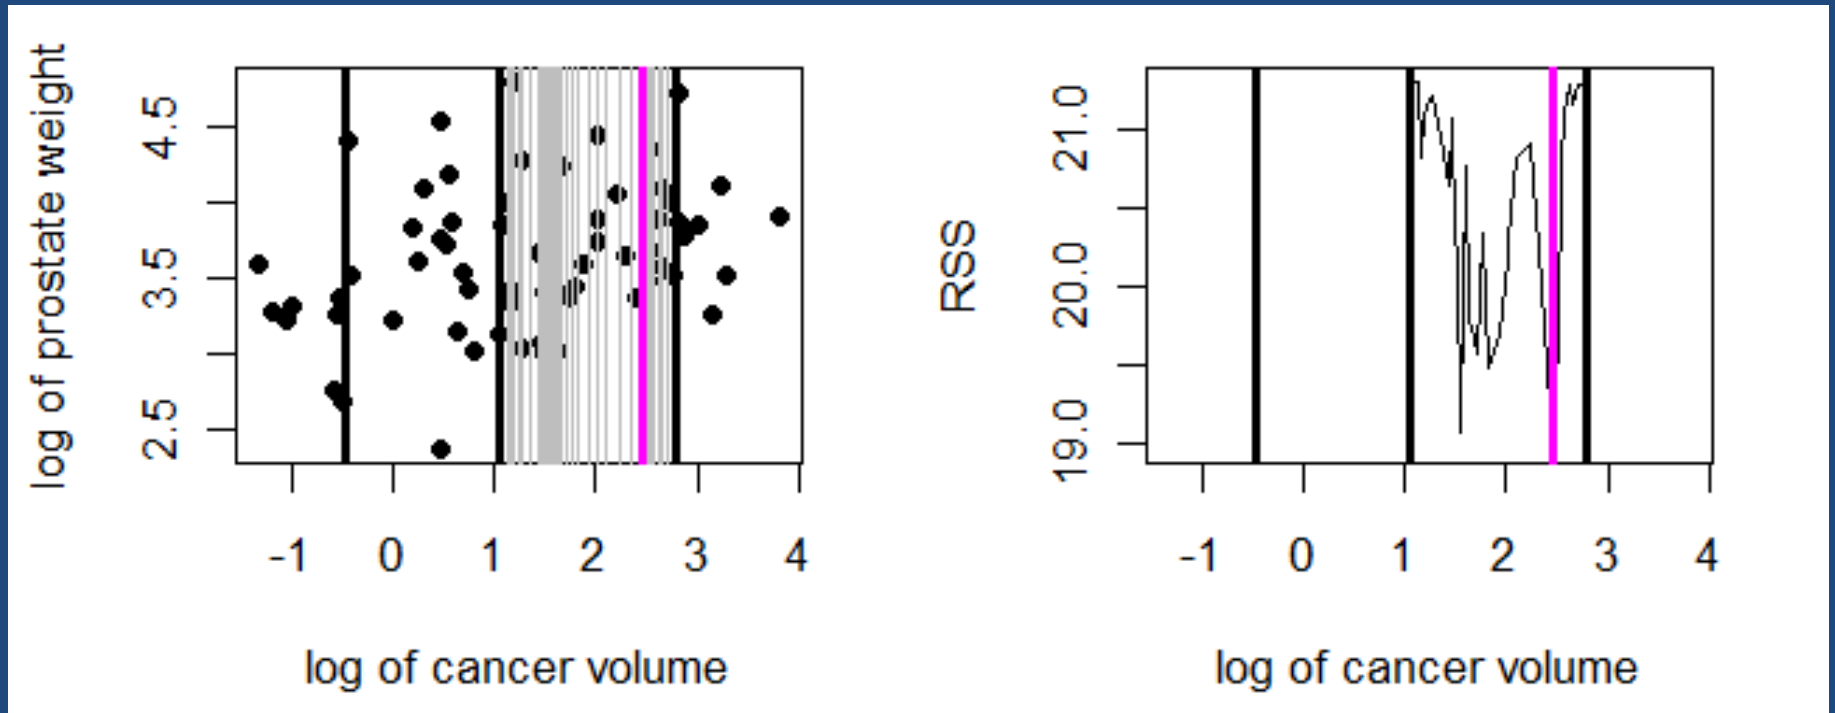 log of prostate weight
4.5
3.5
2.5
-1 0 1 2 3 4
log of cancer volume
RSS
21.0
20.0
19.0
-1 0 1 2 3 4
log of cancer volume